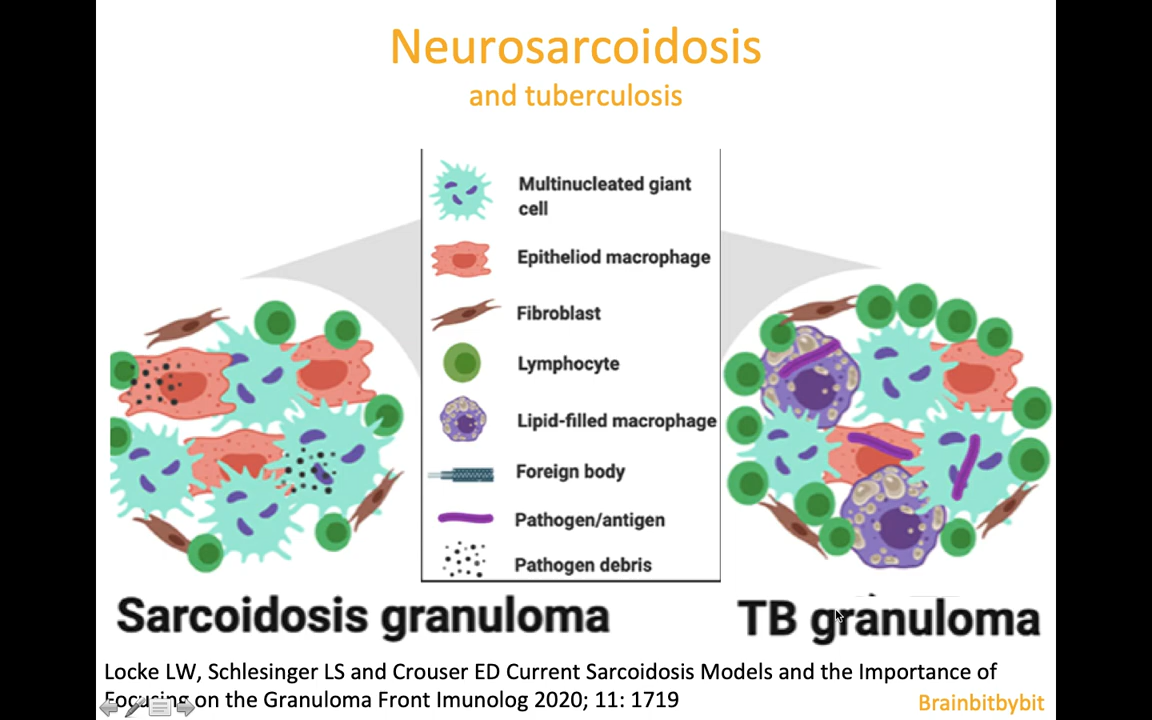 Neurosarcoidosis
and tuberculosis
Multinucleated giant
cell
Epitheliod macrophage
Fibroblast
Lymphocyte
Lipid-filled macrophage
Foreign body
Pathogen/antigen
Pathogen debris
Sarcoidosis granuloma
TB granuloma
Locke LW, Schlesinger LS and Crouser ED Current Sarcoidosis Models and the Importance of
Focusing on the Granuloma Front Imunolog 2020; 11: 1719
Brainbitbybit